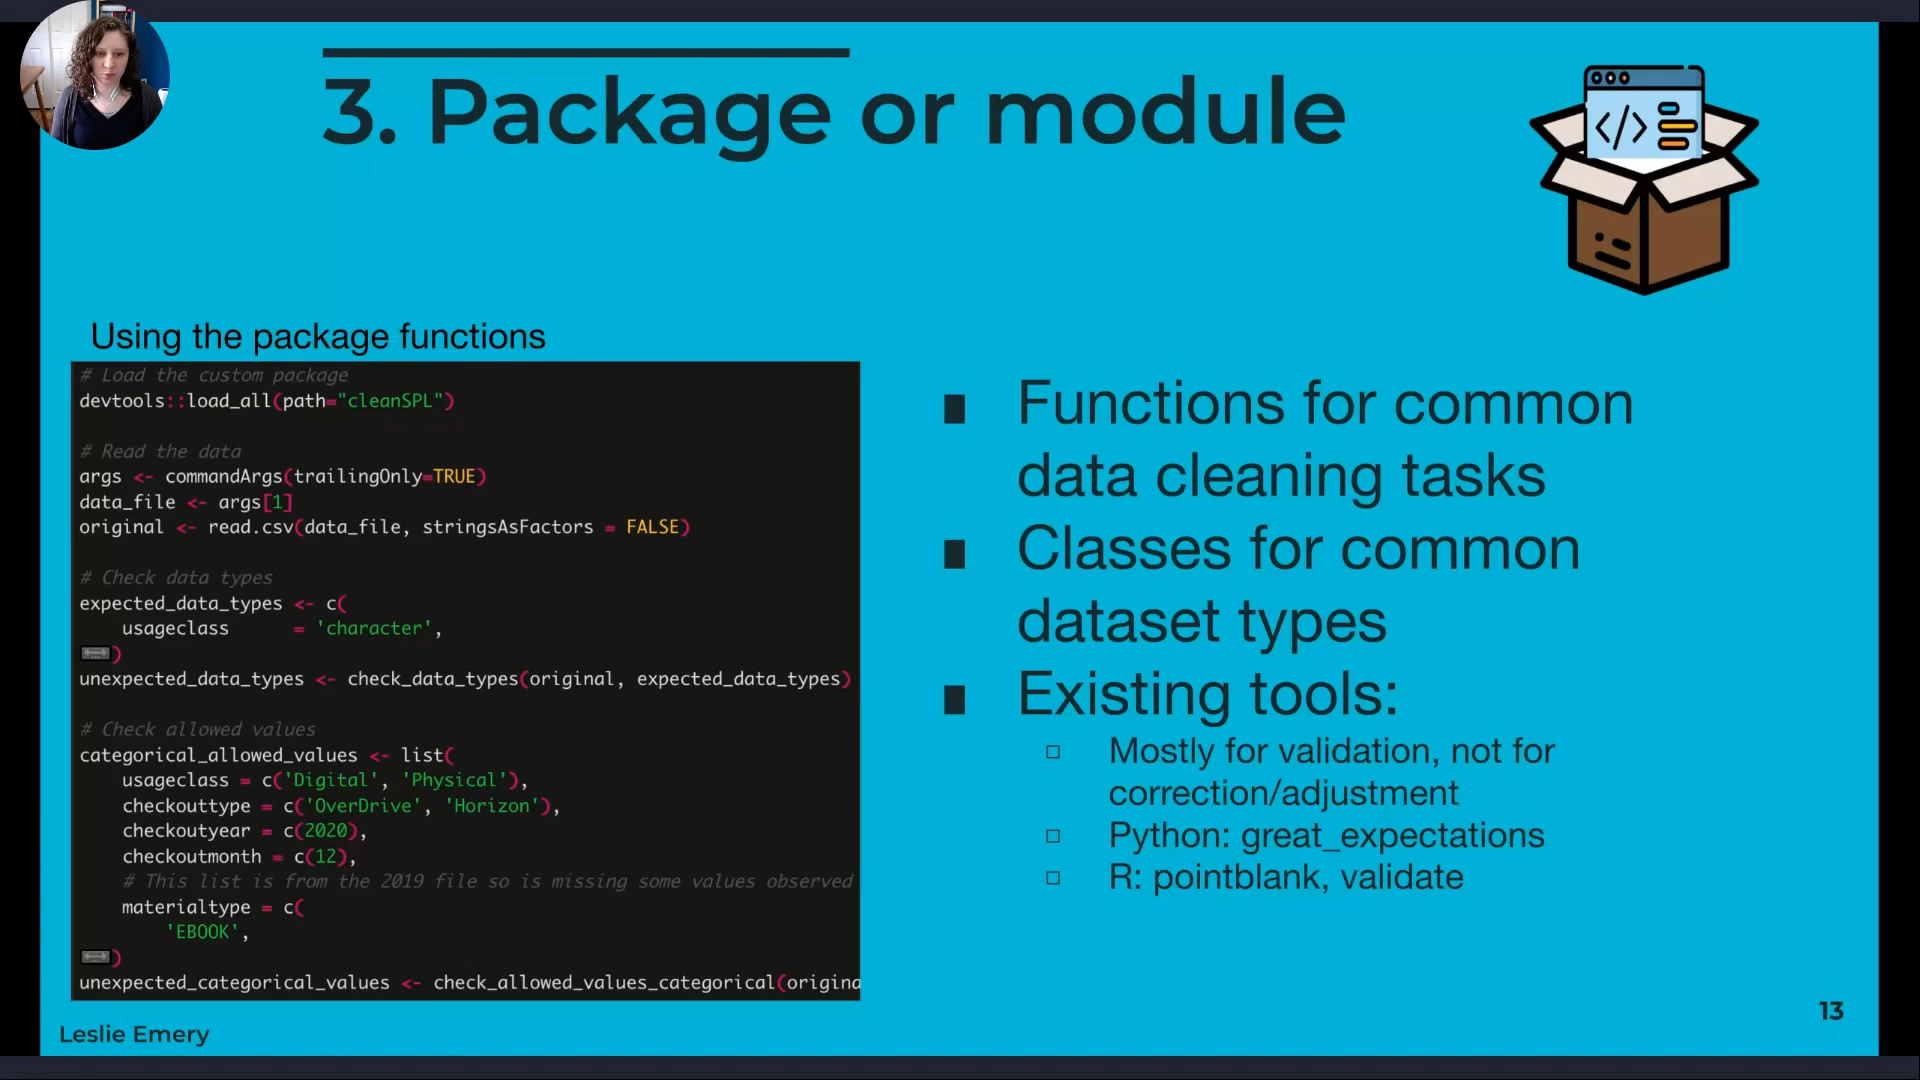 3. Package or module
</>
Using the package functions
# Load the custom package
devtools::load_all(path="cleanSPL")
# Read the data
args <- commandArgs(trailingOnly=TRUE)
data_file <- args[1]
original <- read.csv(data_file, stringsAsFactors = FALSE)
# Check data types
expected_data_types <- c(
usageclass = 'character',
)
unexpected_data_types <- check_data_types(original, expected_data_types)
# Check allowed values
categorical_allowed_values <- list(
usageclass = c('Digital', 'Physical'),
checkouttype = c('OverDrive', 'Horizon'),
checkoutyear = c(2020),
checkoutmonth = c(12),
# This list is from the 2019 file so is missing some values observed
materialtype = c(
'EBOOK',
)
unexpected_categorical_values <- check_allowed_values_categorical(origina
■ Functions for common
data cleaning tasks
■ Classes for common
dataset types
■ Existing tools:
□ Mostly for validation, not for
correction/adjustment
□ Python: great_expectations
□ R: pointblank, validate
Leslie Emery
13